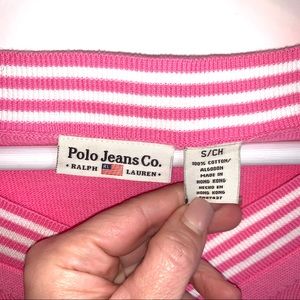 Polo Jeans Co.
RALPH LAUREN
S/CH
100% COTTON/
ALGODON
MADE IN
HONG KONG
HECHO EN
HONG KONG